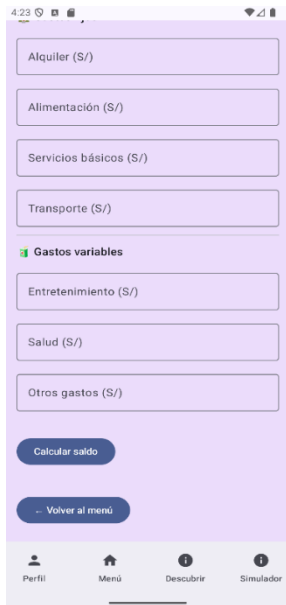 4:23
Alquiler (S/)
Alimentación (S/)
Servicios básicos (S/)
Transporte (S/)
Gastos variables
Entretenimiento (S/)
Salud (S/)
Otros gastos (S/)
Calcular saldo
← Volver al menú
Perfil
Menú
Descubrir
Simulador